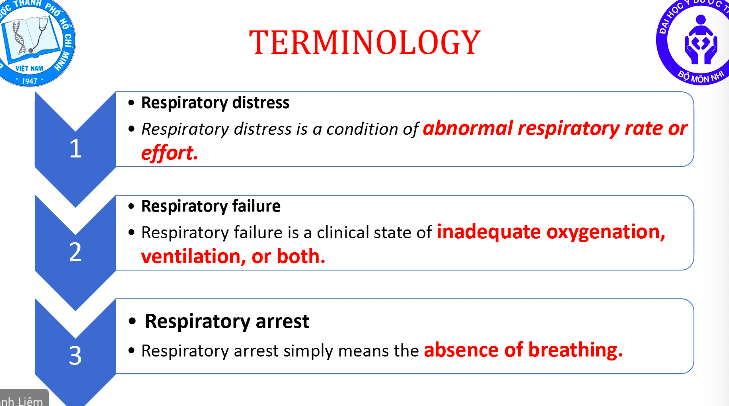 TERMINOLOGY
THÀNH PHỐ HỒ CHÍ MINH
VIỆT NAM
1947
ĐẠI HỌC Y DƯỢC T
BỘ MÔN NHI
1
• Respiratory distress
• Respiratory distress is a condition of abnormal respiratory rate or
effort.
2
• Respiratory failure
• Respiratory failure is a clinical state of inadequate oxygenation,
ventilation, or both.
3
• Respiratory arrest
• Respiratory arrest simply means the absence of breathing.
nh Liêm